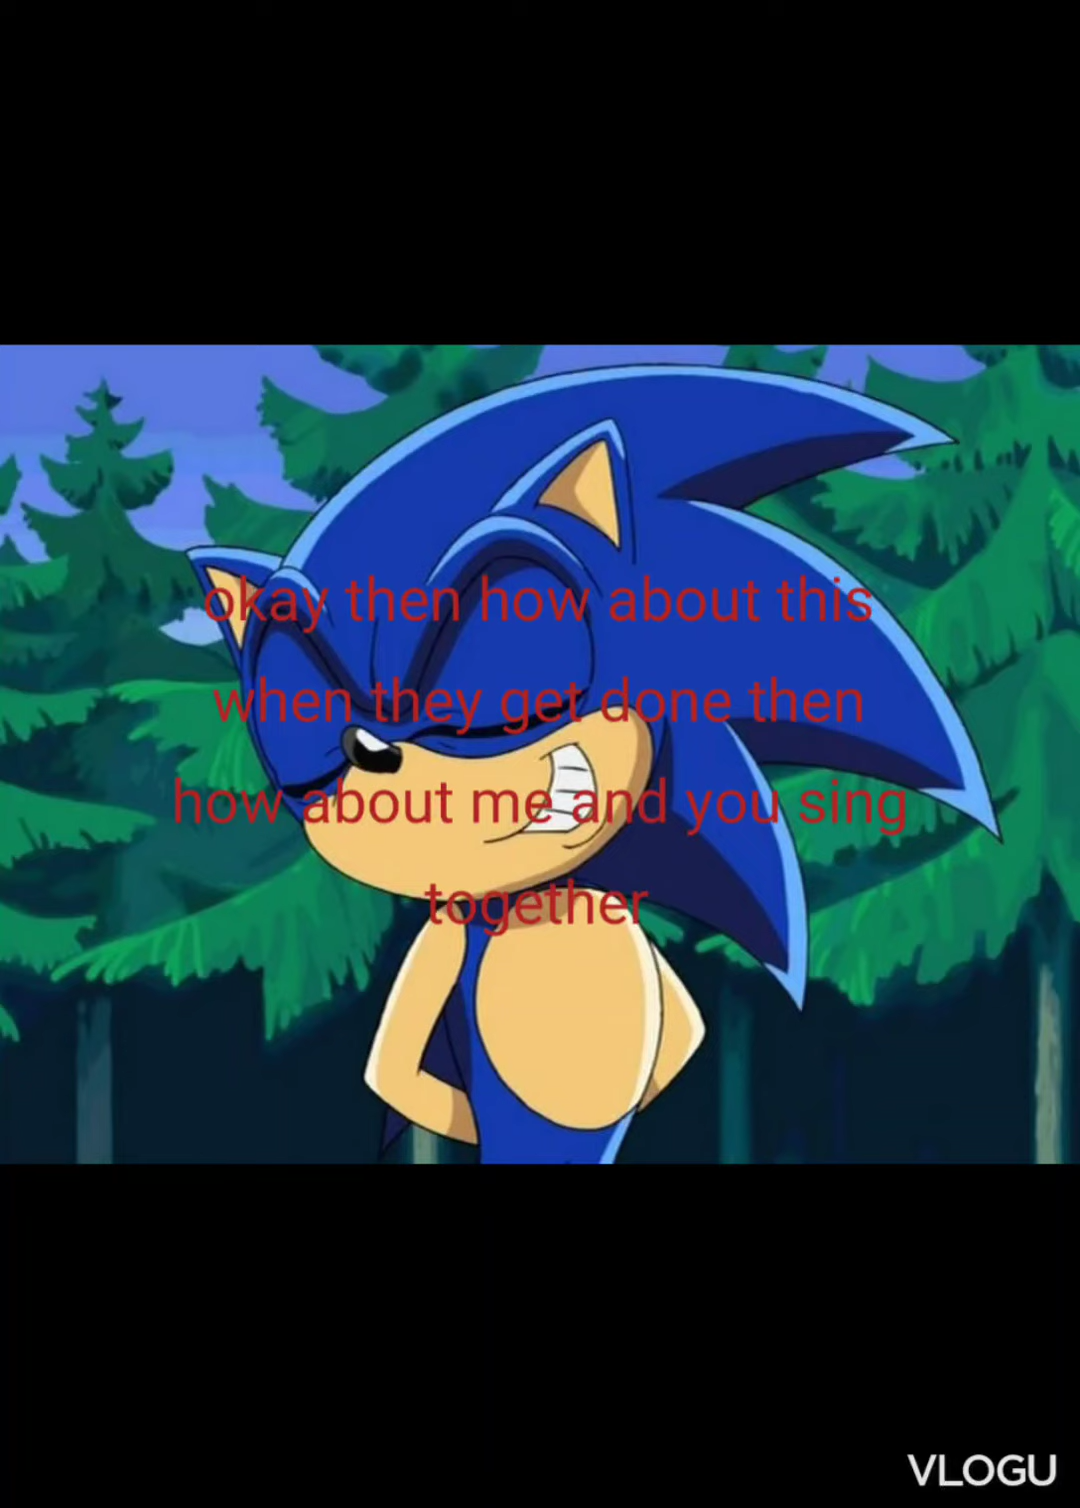 okay then how about this
when they get done then
how about me and you sing
together
VLOGU